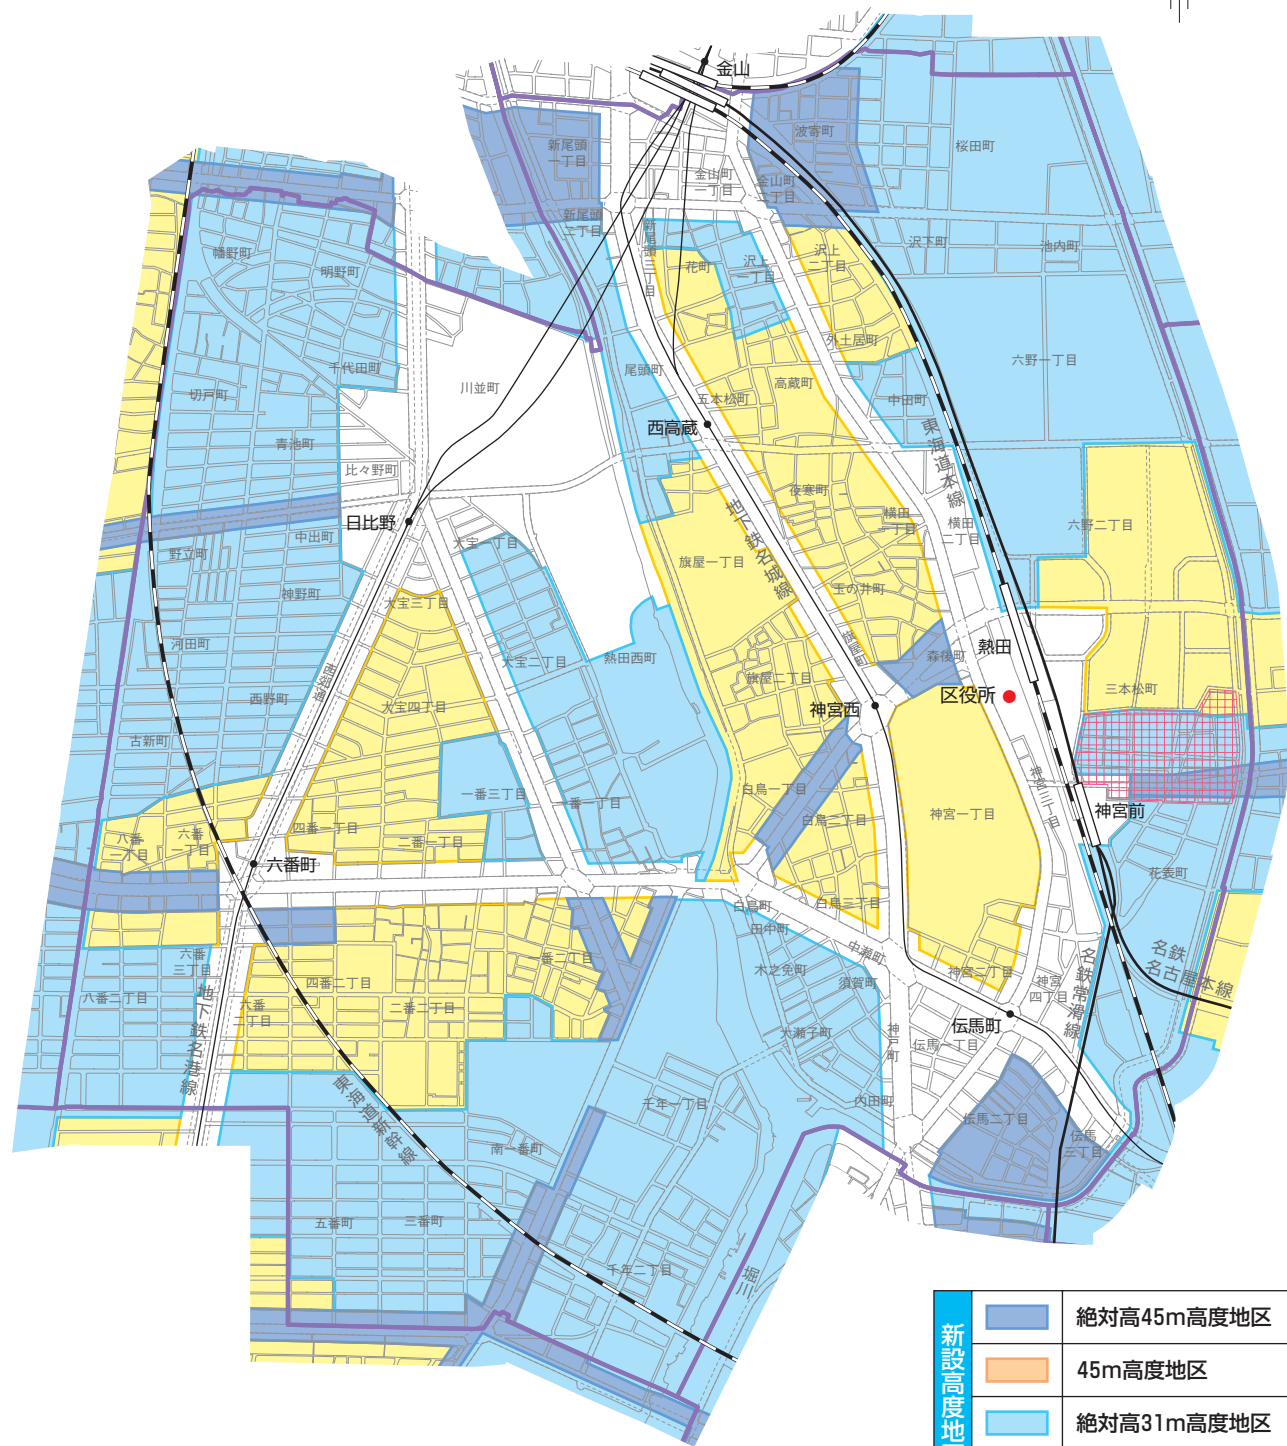 金山
波寄町
桜田町
新尾頭
一丁目
金山町
一丁目
金山町
二丁目
新尾頭
二丁目
新尾頭三丁目
沢上
二丁目
沢下町
池内町
幡野町
明野町
花町
沢上
一丁目
外土居町
六野一丁目
千代田町
川並町
尾頭町
高蔵町
中田町
切戸町
五本松町
青池町
西高蔵
東海道本線
比々野町
夜寒町
横田
一丁目
横田
二丁目
六野二丁目
日比野
中出町
大宝一丁目
地下鉄名城線
野立町
旗屋一丁目
神野町
大宝三丁目
玉の井町
河田町
大宝二丁目
熱田西町
旗屋町
森後町
熱田
旗屋二丁目
西野町
区役所
三本松町
大宝四丁目
神宮西
古新町
神宮三丁目
一番三丁目
一番一丁目
白鳥一丁目
神宮一丁目
神宮前
八番
一丁目
六番
一丁目
四番一丁目
二番一丁目
白鳥二丁目
六番町
花表町
白鳥町
白鳥三丁目
田中町
中瀬町
六番
三丁目
一番二丁目
木之免町
須賀町
神宮二丁目
神宮
四丁目
名鉄常滑線
名鉄
名古屋本線
八番二丁目
四番二丁目
六番
二丁目
二番二丁目
地下鉄名港線
大瀬子町
神戸町
伝馬町
伝馬一丁目
東海道新幹線
千年一丁目
内田町
伝馬二丁目
伝馬
三丁目
南一番町
五番町
三番町
千年二丁目
堀川
新設高度地
絶対高45m高度地区
45m高度地区
絶対高31m高度地区